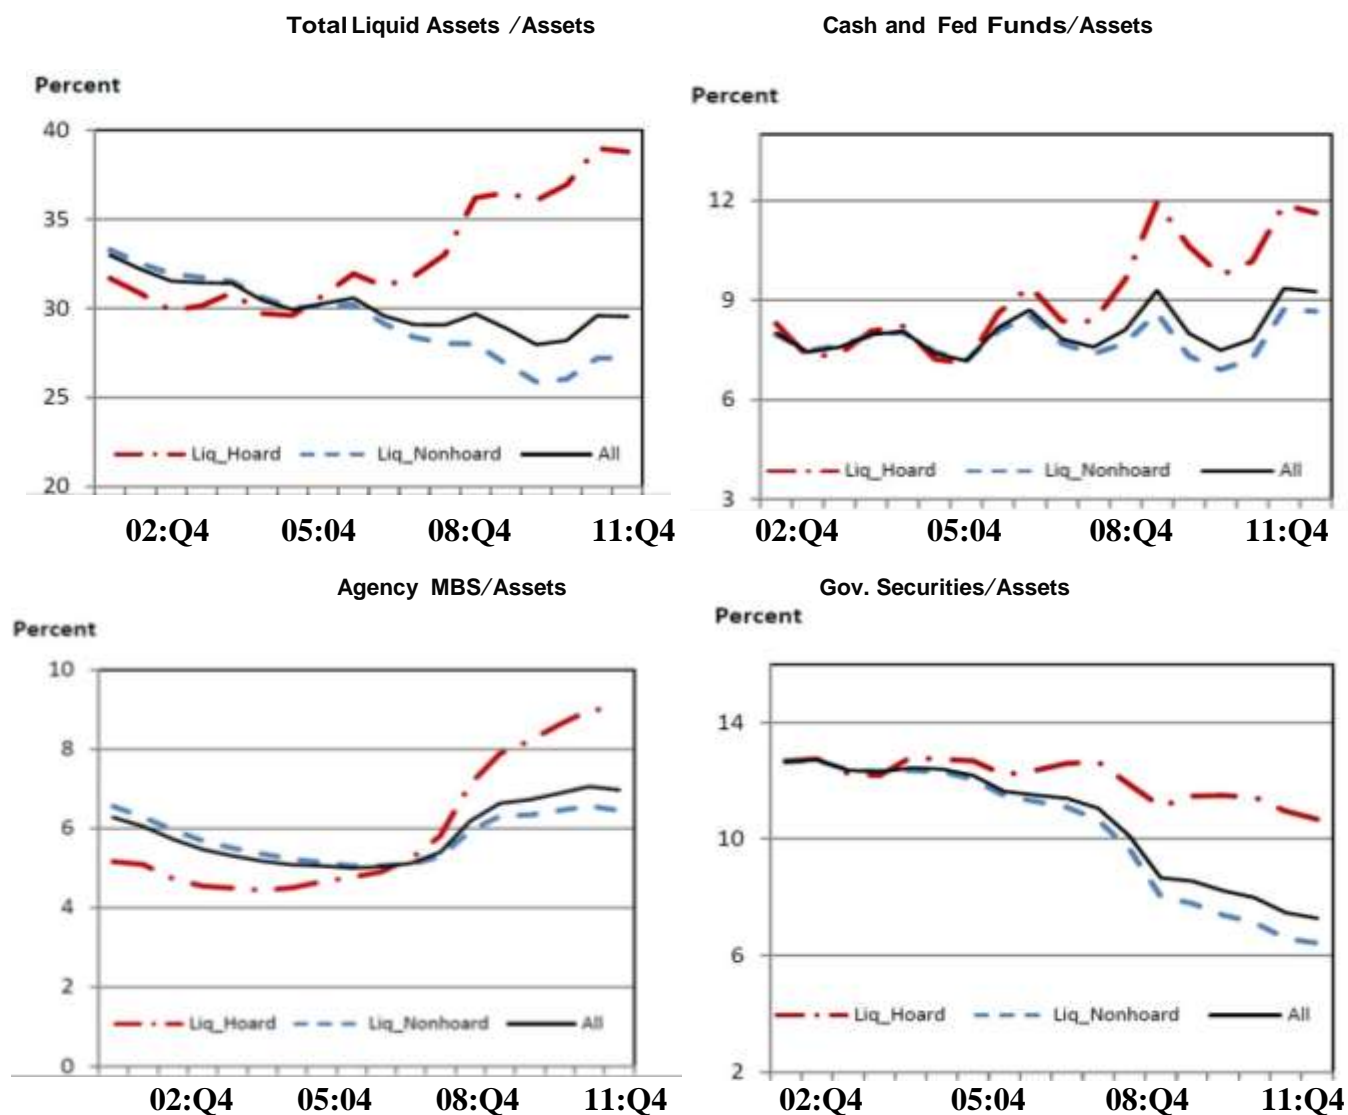 Total Liquid Assets /Assets
Percent
40
35
30
25
20
Liq_Hoard Liq_Nonhoard All
02:Q4 05:04 08:Q4 11:Q4
Cash and Fed Funds/Assets
Percent
12
9
6
3
Liq_Hoard Liq_Nonhoard All
02:Q4 05:04 08:Q4 11:Q4
Agency MBS/Assets
Percent
10
8
6
4
2
0
Liq_Hoard Liq_Nonhoard All
02:Q4 05:04 08:Q4 11:Q4
Gov. Securities/Assets
Percent
14
10
6
2
Liq_Hoard Liq_Nonhoard All
02:Q4 05:04 08:Q4 11:Q4